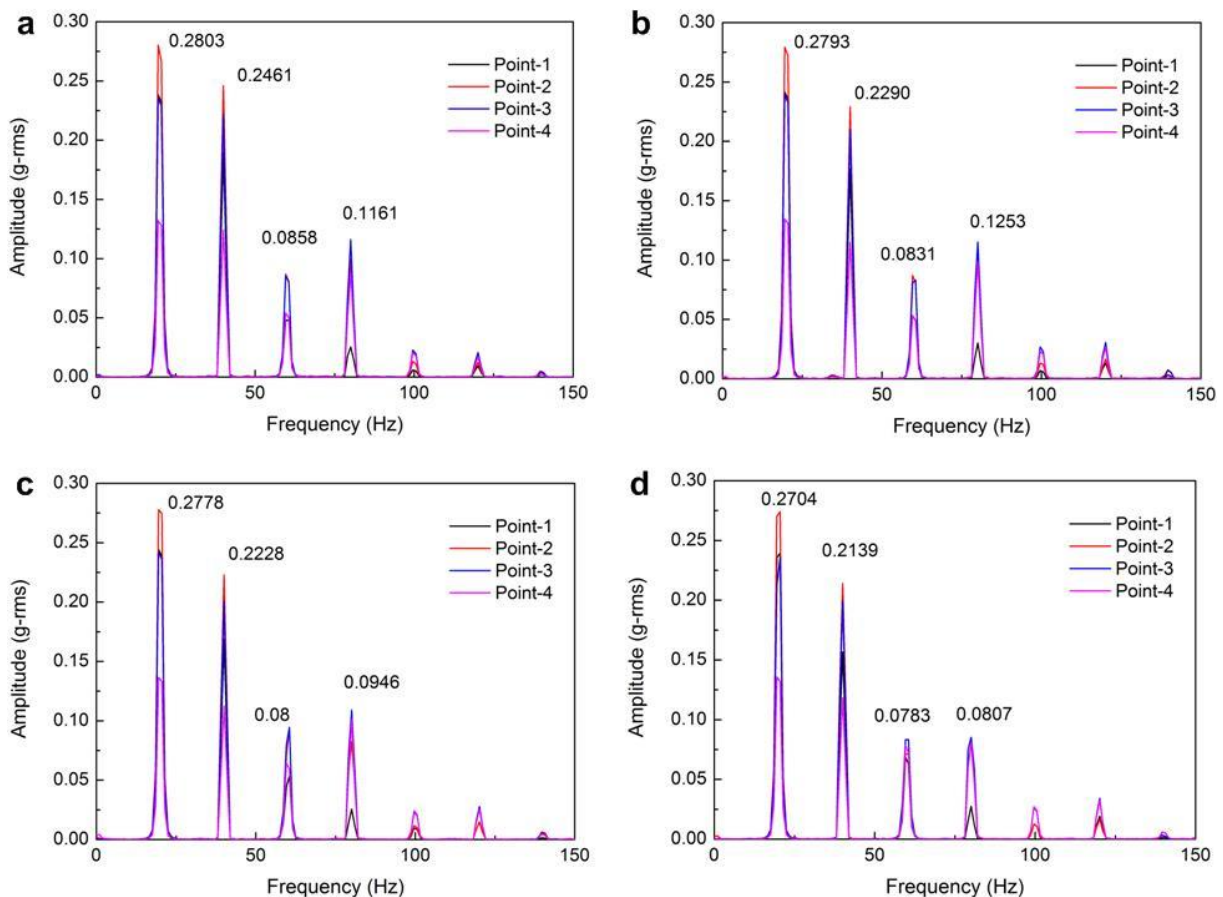 a
0.30
0.25
0.20
0.15
0.10
0.05
0.00
Amplitude (g-rms)
0.2803
0.2461
0.0858
0.1161
Point-1
Point-2
Point-3
Point-4
0 50 100 150
Frequency (Hz)
b
0.30
0.25
0.20
0.15
0.10
0.05
0.00
Amplitude (g-rms)
0.2793
0.2290
0.0831
0.1253
Point-1
Point-2
Point-3
Point-4
0 50 100 150
Frequency (Hz)
c
0.30
0.25
0.20
0.15
0.10
0.05
0.00
Amplitude (g-rms)
0.2778
0.2228
0.08
0.0946
Point-1
Point-2
Point-3
Point-4
0 50 100 150
Frequency (Hz)
d
0.30
0.25
0.20
0.15
0.10
0.05
0.00
Amplitude (g-rms)
0.2704
0.2139
0.0783
0.0807
Point-1
Point-2
Point-3
Point-4
0 50 100 150
Frequency (Hz)